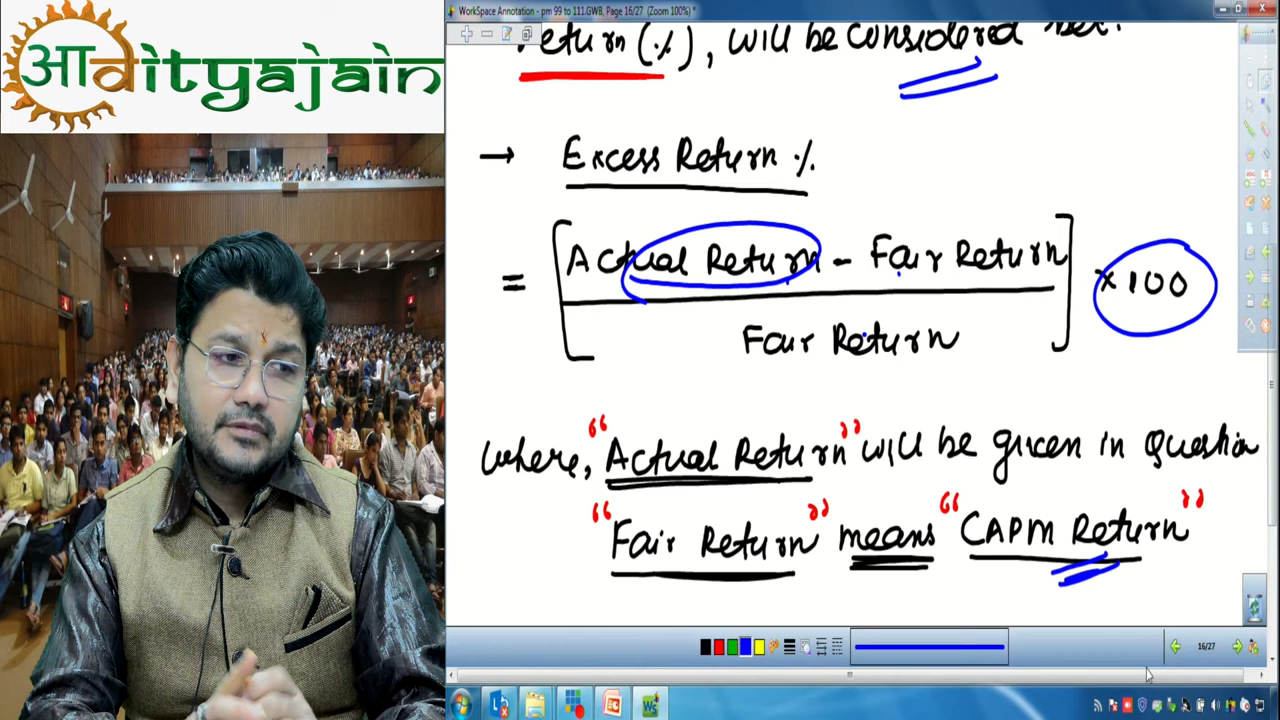 आdityajain
WorkSpace Annotation - pm 99 to 111.GWB, Page 16/27 (Zoom 100%) *
return (%), will be considered
→ Excess Return %
= [ Actual Return - Fair Return ] × 100
Fair Return
where, "Actual Return" will be given in Question
"Fair Return" means "CAPM Return"
16/27